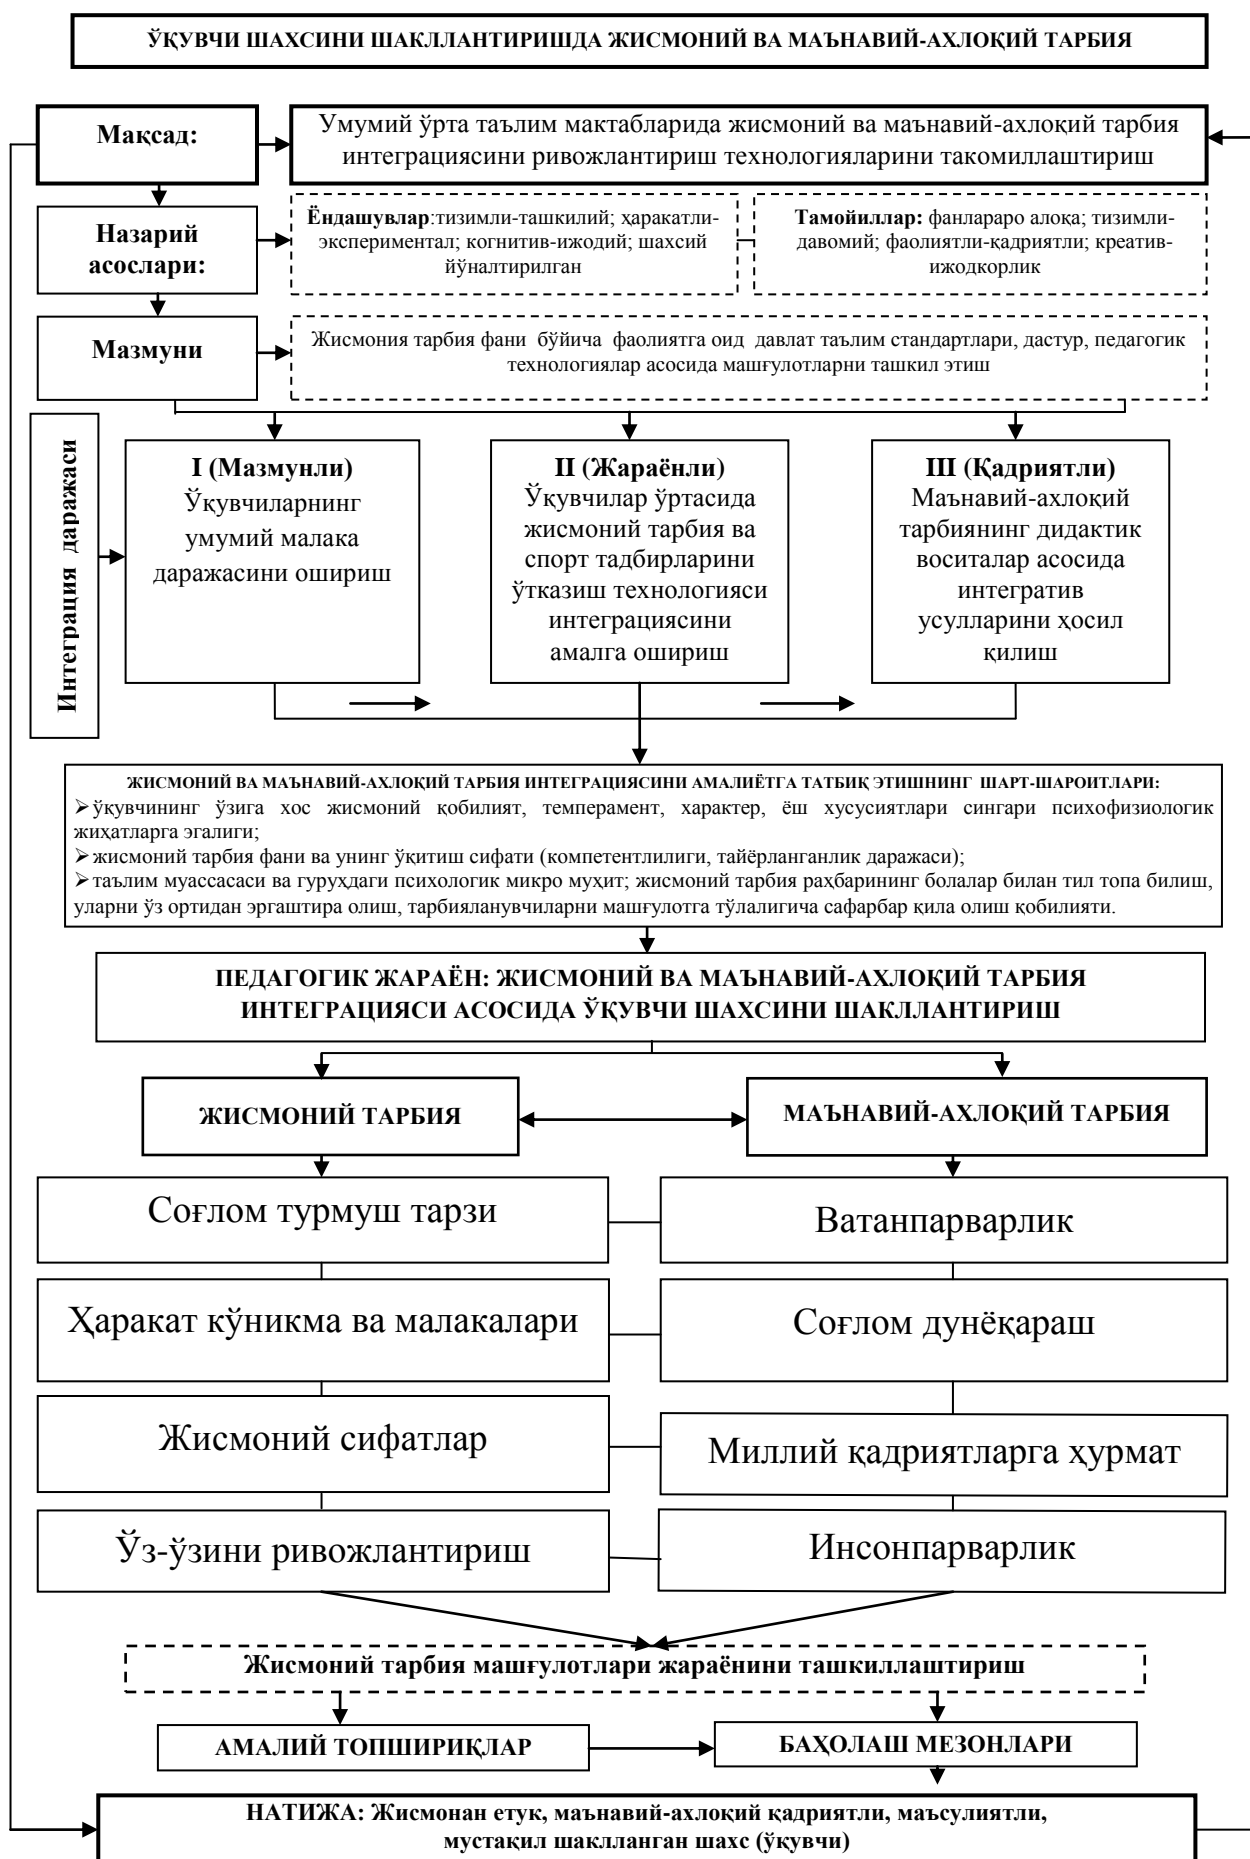 ЎҚУВЧИ ШАХСИНИ ШАКЛЛАНТИРИШДА ЖИСМОНИЙ ВА МАЪНАВИЙ-АХЛОҚИЙ ТАРБИЯ
Мақсад:
Умумий ўрта таълим мактабларида жисмоний ва маънавий-ахлоқий тарбия
интеграциясини ривожлантириш технологияларини такомиллаштириш
Назарий
асослари:
Ёндашувлар:тизимли-ташкилий; ҳаракатли-
экспериментал; когнитив-ижодий; шахсий
йўналтирилган
Тамойиллар: фанлараро алоқа; тизимли-
давомий; фаолиятли-қадриятли; креатив-
ижодкорлик
Мазмуни
Жисмония тарбия фани бўйича фаолиятга оид давлат таълим стандартлари, дастур, педагогик
технологиялар асосида машғулотларни ташкил этиш
Интеграция даражаси
I (Мазмунли)
Ўқувчиларнинг
умумий малака
даражасини ошириш
II (Жараёнли)
Ўқувчилар ўртасида
жисмоний тарбия ва
спорт тадбирларини
ўтказиш технологияси
интеграциясини
амалга ошириш
III (Қадриятли)
Маънавий-ахлоқий
тарбиянинг дидактик
воситалар асосида
интегратив
усулларини ҳосил
қилиш
ЖИСМОНИЙ ВА МАЪНАВИЙ-АХЛОҚИЙ ТАРБИЯ ИНТЕГРАЦИЯСИНИ АМАЛИЁТГА ТАТБИҚ ЭТИШНИНГ ШАРТ-ШАРОИТЛАРИ:
➢ўқувчининг ўзига хос жисмоний қобилият, темперамент, характер, ёш хусусиятлари сингари психофизиологик
жиҳатларга эгалиги;
➢жисмоний тарбия фани ва унинг ўқитиш сифати (компетентлилиги, тайёрланганлик даражаси);
➢таълим муассасаси ва гуруҳдаги психологик микро муҳит; жисмоний тарбия раҳбарининг болалар билан тил топа билиш,
уларни ўз ортидан эргаштира олиш, тарбияланувчиларни машғулотга тўлалигича сафарбар қила олиш қобилияти.
ПЕДАГОГИК ЖАРАЁН: ЖИСМОНИЙ ВА МАЪНАВИЙ-АХЛОҚИЙ ТАРБИЯ
ИНТЕГРАЦИЯСИ АСОСИДА ЎҚУВЧИ ШАХСИНИ ШАКЛЛАНТИРИШ
ЖИСМОНИЙ ТАРБИЯ
МАЪНАВИЙ-АХЛОҚИЙ ТАРБИЯ
Соғлом турмуш тарзи
Ватанпарварлик
Ҳаракат кўникма ва малакалари
Соғлом дунёқараш
Жисмоний сифатлар
Миллий қадриятларга ҳурмат
Ўз-ўзини ривожлантириш
Инсонпарварлик
Жисмоний тарбия машғулотлари жараёнини ташкиллаштириш
АМАЛИЙ ТОПШИРИҚЛАР
БАҲОЛАШ МЕЗОНЛАРИ
НАТИЖА: Жисмонан етук, маънавий-ахлоқий қадриятли, маъсулиятли,
мустақил шаклланган шахс (ўқувчи)